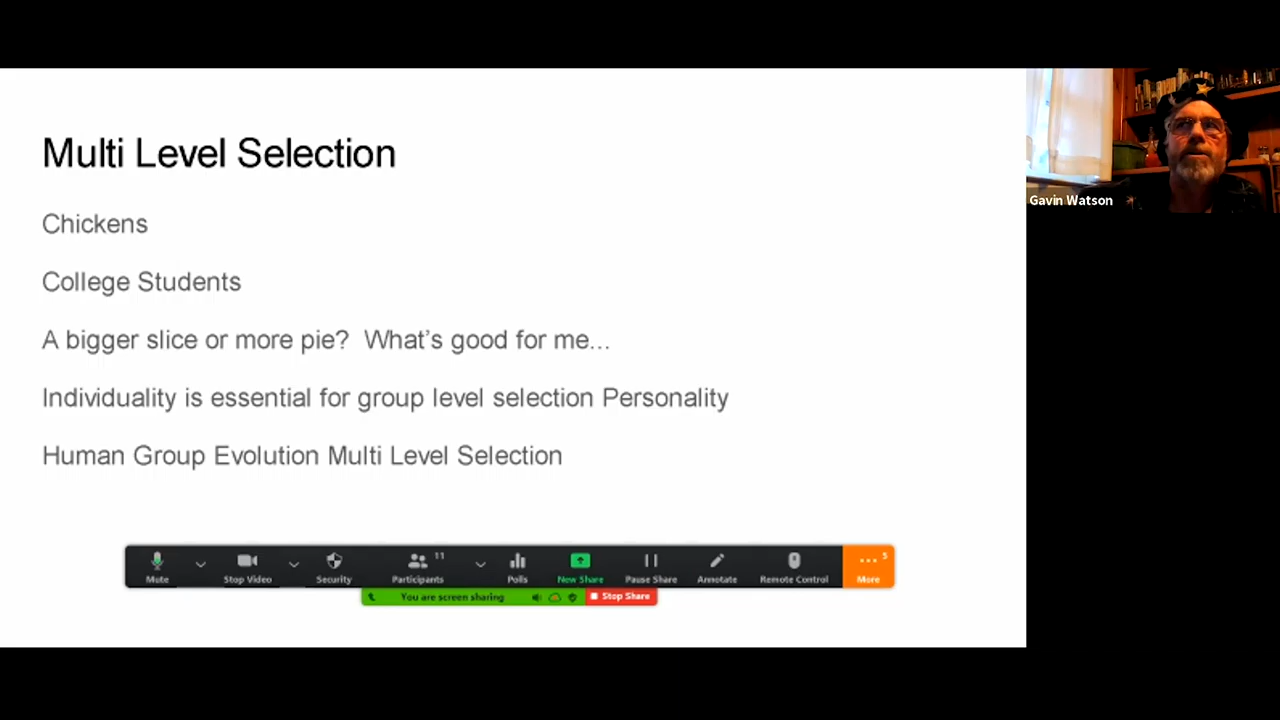 Multi Level Selection
Chickens
College Students
A bigger slice or more pie?  What's good for me...
Individuality is essential for group level selection Personality
Human Group Evolution Multi Level Selection
Gavin Watson
11
5
Mute
Stop Video
Security
Participants
Polls
New Share
Pause Share
Annotate
Remote Control
More
You are screen sharing
Stop Share